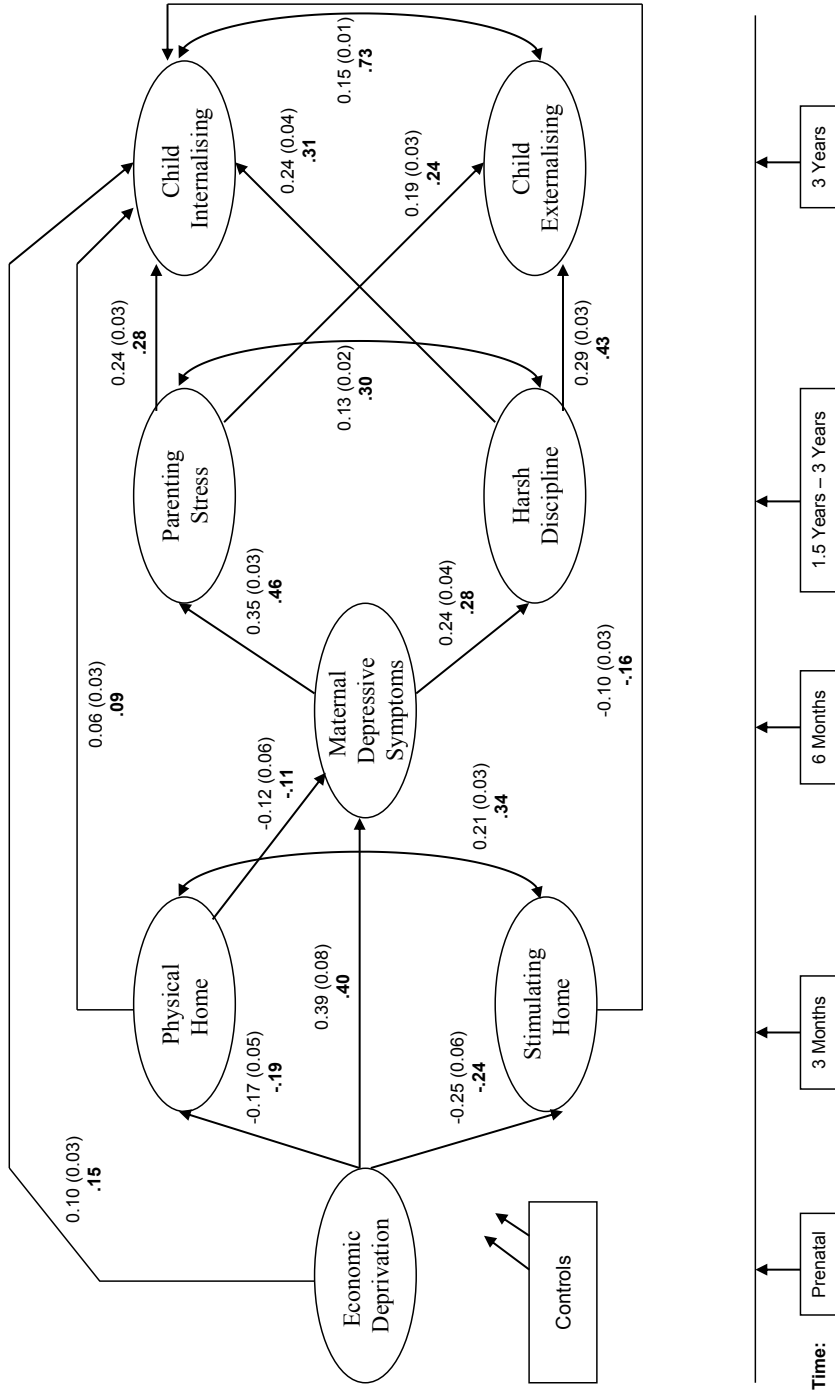 0.10 (0.03)
.15
0.06 (0.03)
.09
Economic
Deprivation
Physical
Home
-0.17 (0.05)
-.19
-0.12 (0.06)
-.11
0.39 (0.08)
.40
-0.25 (0.06)
-.24
Stimulating
Home
0.21 (0.03)
.34
Maternal
Depressive
Symptoms
0.35 (0.03)
.46
0.24 (0.04)
.28
-0.10 (0.03)
-.16
Parenting
Stress
Harsh
Discipline
0.13 (0.02)
.30
0.24 (0.03)
.28
0.24 (0.04)
.31
0.19 (0.03)
.24
0.29 (0.03)
.43
Child
Internalising
Child
Externalising
0.15 (0.01)
.73
Controls
Time:
Prenatal
3 Months
6 Months
1.5 Years – 3 Years
3 Years